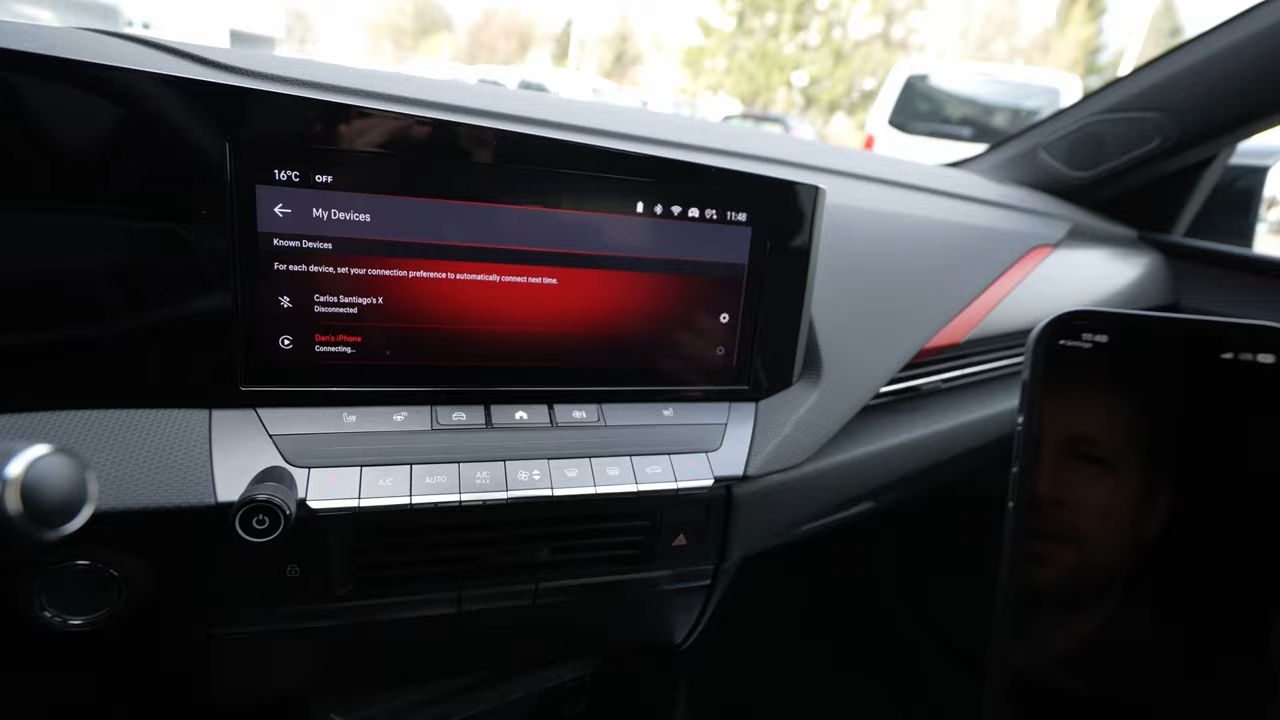 16°C OFF
11:48
My Devices
Known Devices
For each device, set your connection preference to automatically connect next time.
Carlos Santiago's X
Disconnected
Dan's iPhone
Connecting...
A/C
AUTO
A/C
MAX